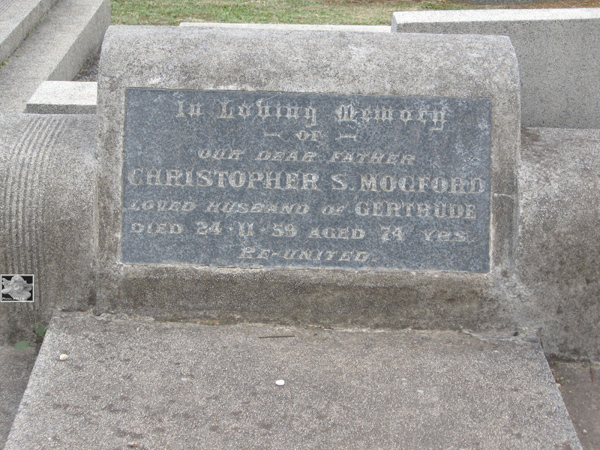 In Loving Memory
— OF —
OUR DEAR FATHER
CHRISTOPHER S. MOGFORD
LOVED HUSBAND OF GERTRUDE
DIED 24-11-59 AGED 74 YRS.
RE-UNITED.